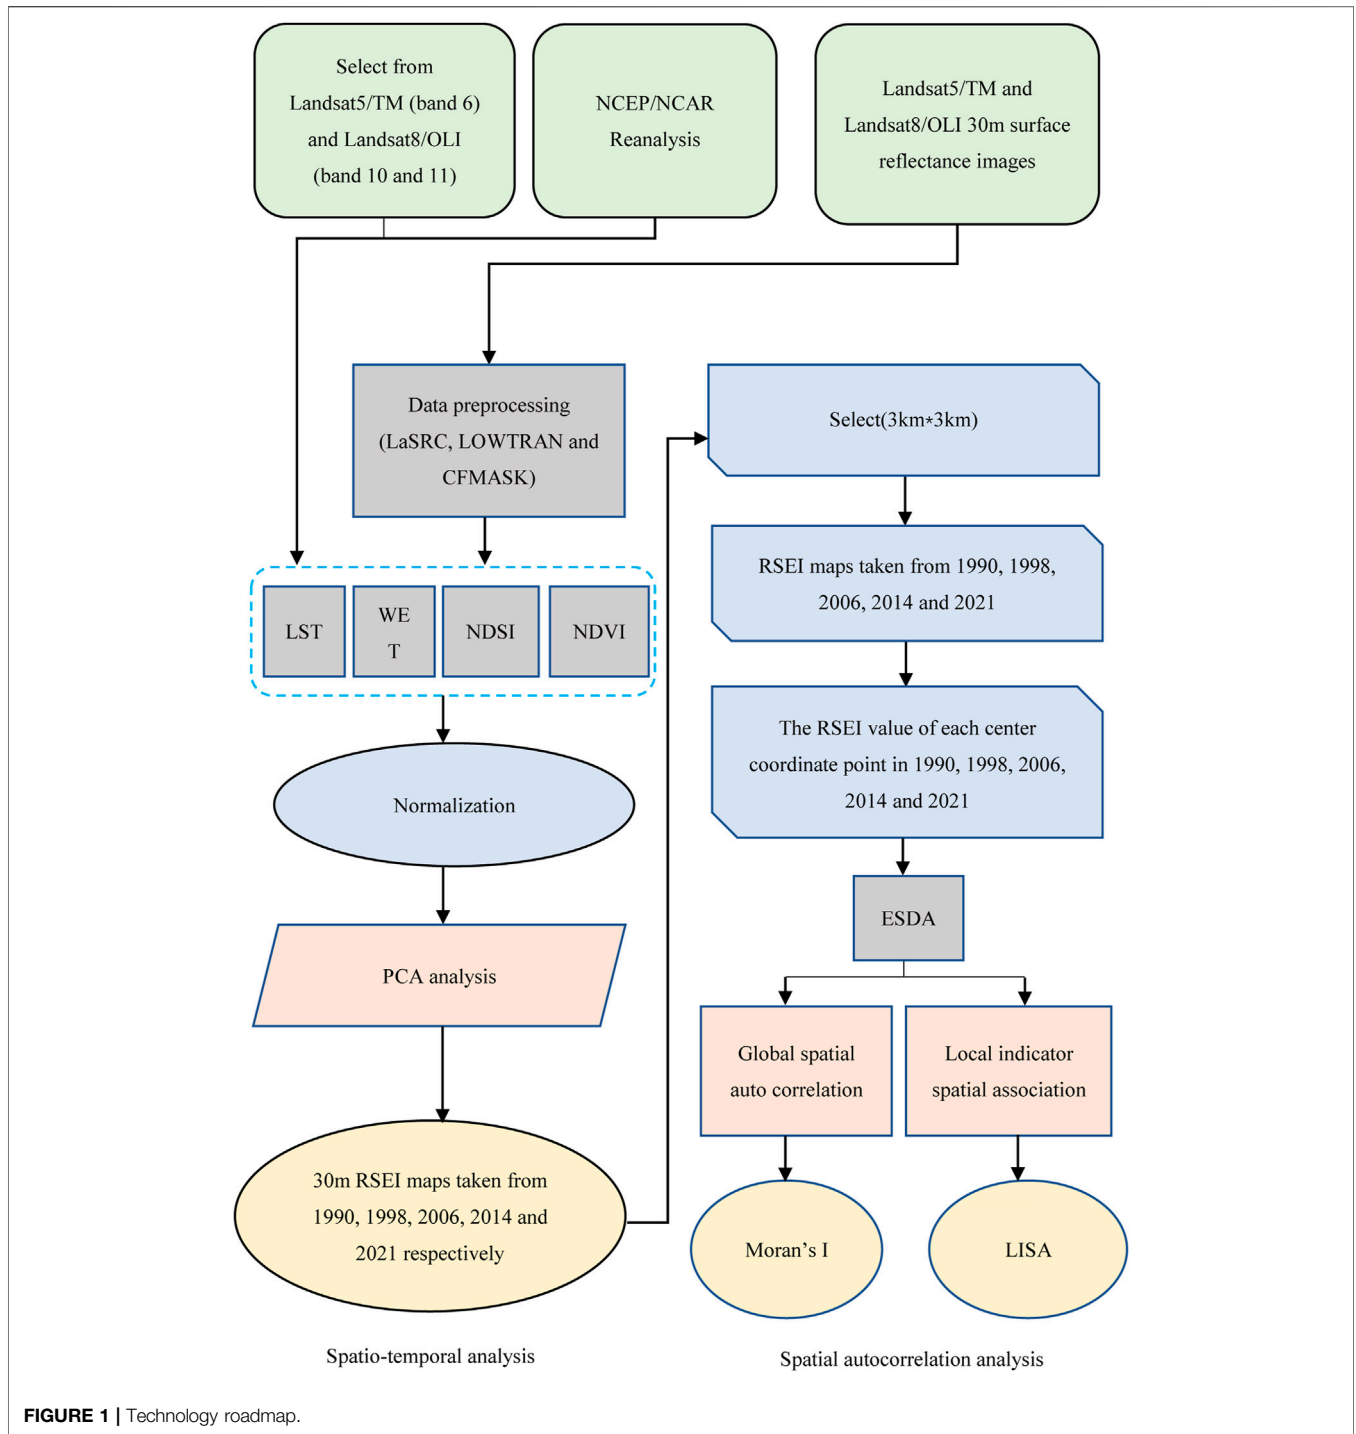 Select from
Landsat5/TM (band 6)
and Landsat8/OLI
(band 10 and 11)
NCEP/NCAR
Reanalysis
Landsat5/TM and
Landsat8/OLI 30m surface
reflectance images
Data preprocessing
(LaSRC, LOWTRAN and
CFMASK)
LST
WE
T
NDSI
NDVI
Normalization
PCA analysis
30m RSEI maps taken from
1990, 1998, 2006, 2014 and
2021 respectively
Select(3km*3km)
RSEI maps taken from 1990, 1998,
2006, 2014 and 2021
The RSEI value of each center
coordinate point in 1990, 1998, 2006,
2014 and 2021
ESDA
Global spatial
auto correlation
Local indicator
spatial association
Moran’s I
LISA
Spatio-temporal analysis
Spatial autocorrelation analysis
FIGURE 1 | Technology roadmap.